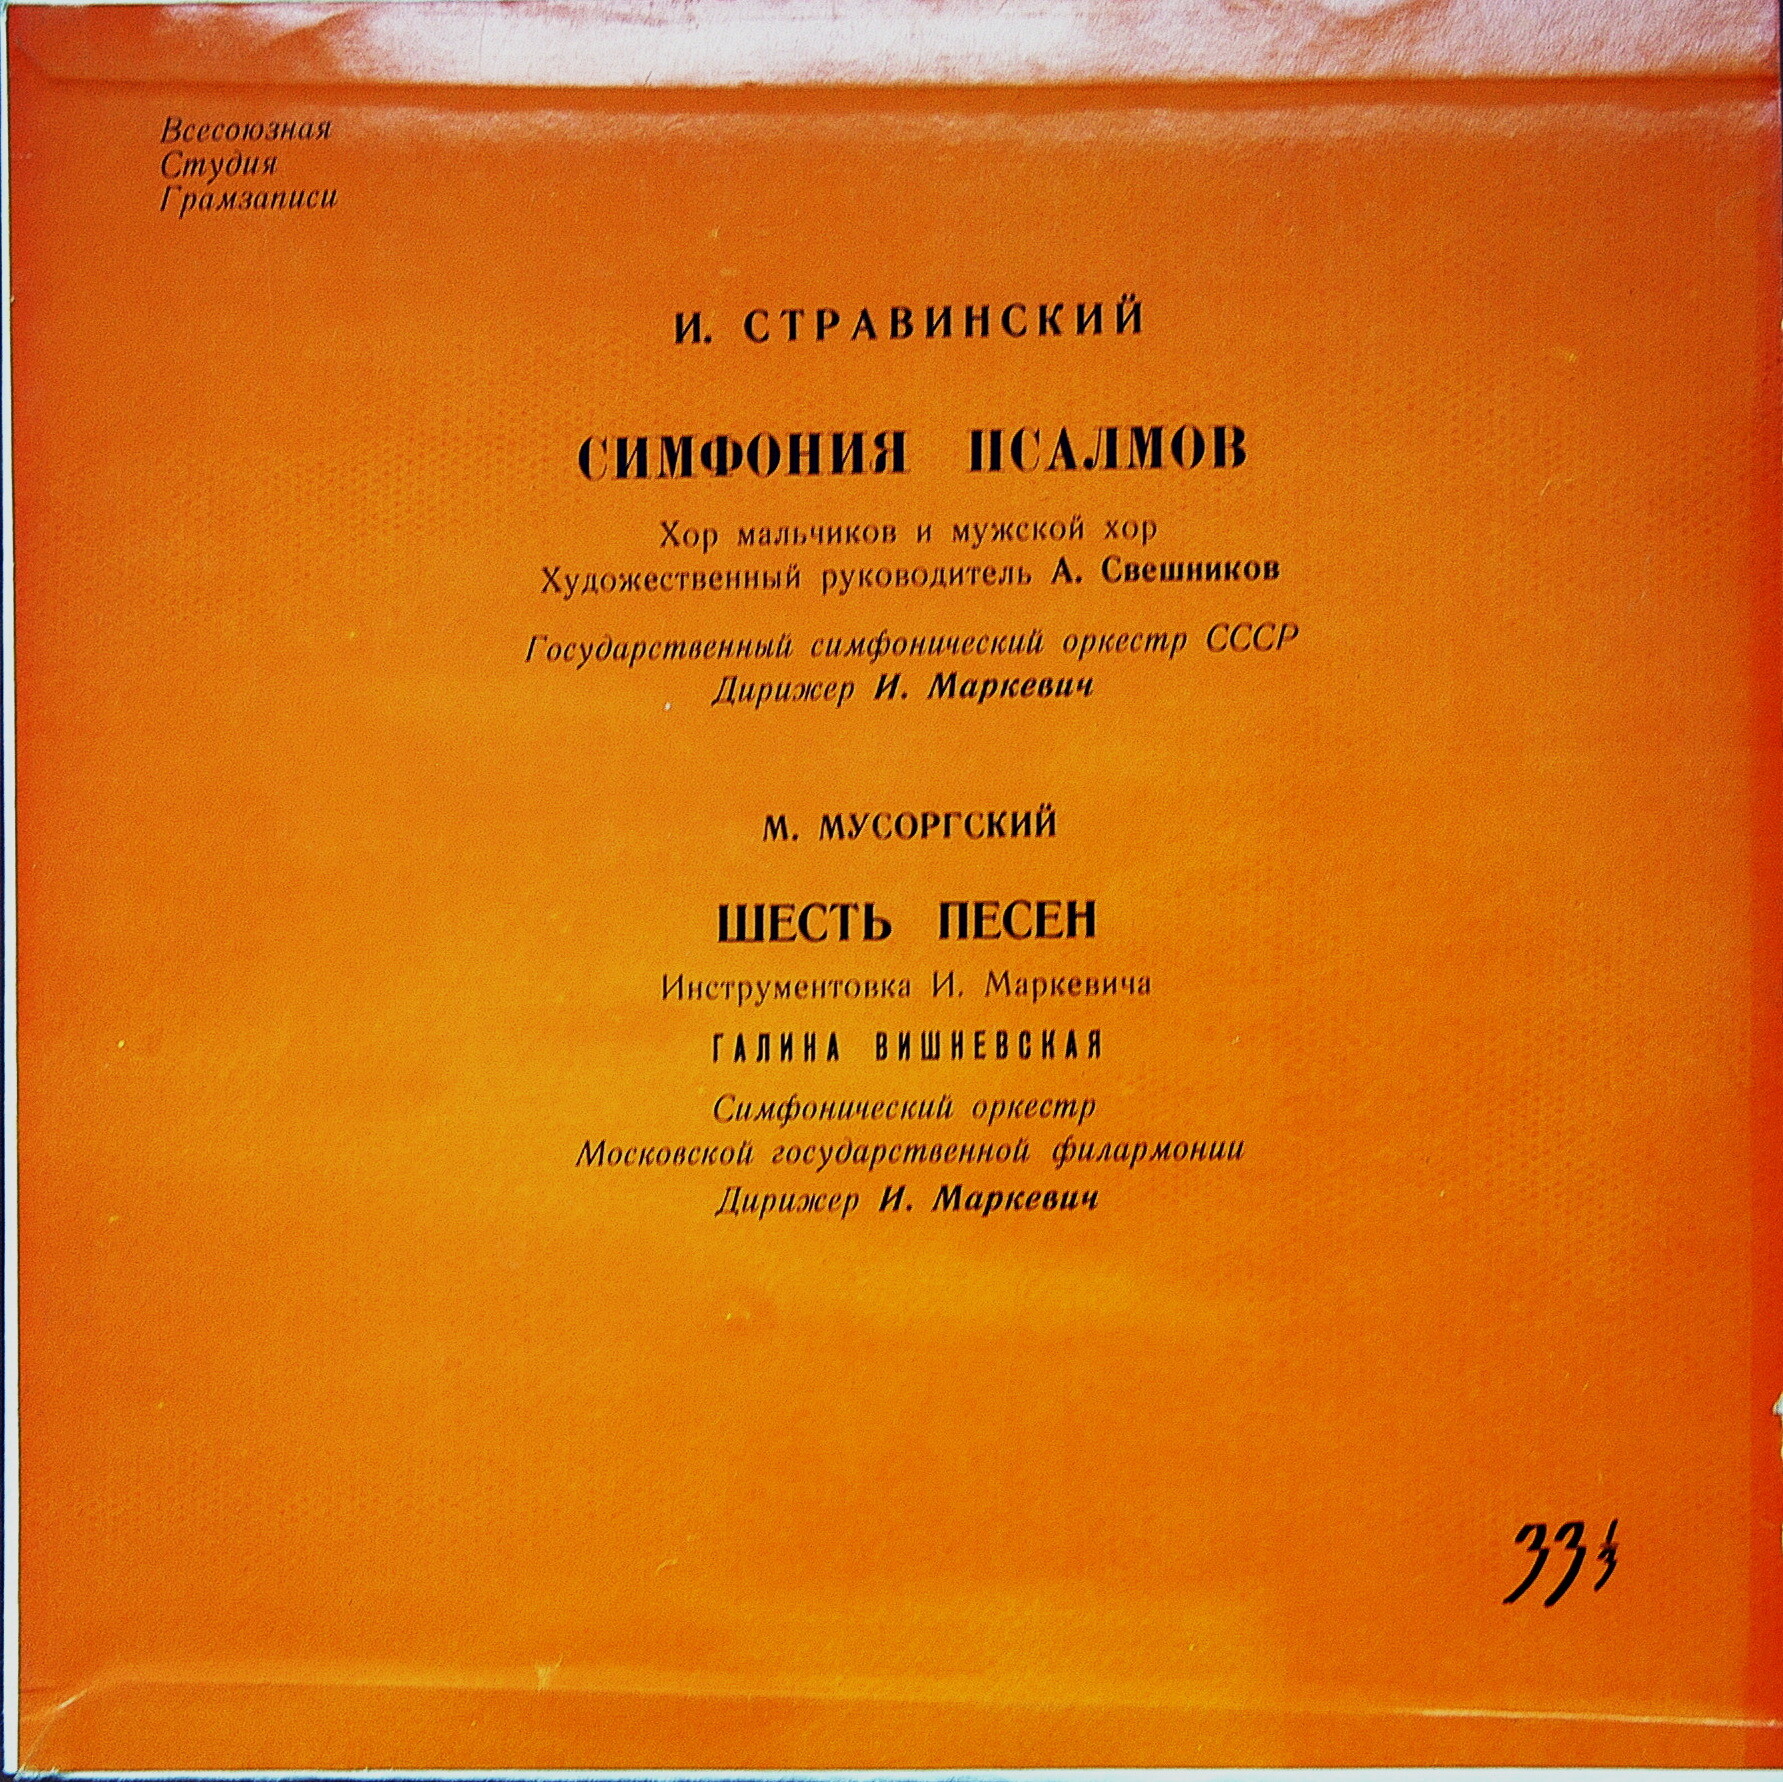 Всесоюзная
Студия
Грамзаписи
И. СТРАВИНСКИЙ
СИМФОНИЯ ПСАЛМОВ
Хор мальчиков и мужской хор
Художественный руководитель А. Свешников
Государственный симфонический оркестр СССР
Дирижер И. Маркевич
М. МУСОРГСКИЙ
ШЕСТЬ ПЕСЕН
Инструментовка И. Маркевича
ГАЛИНА ВИШНЕВСКАЯ
Симфонический оркестр
Московской государственной филармонии
Дирижер И. Маркевич
33⅓